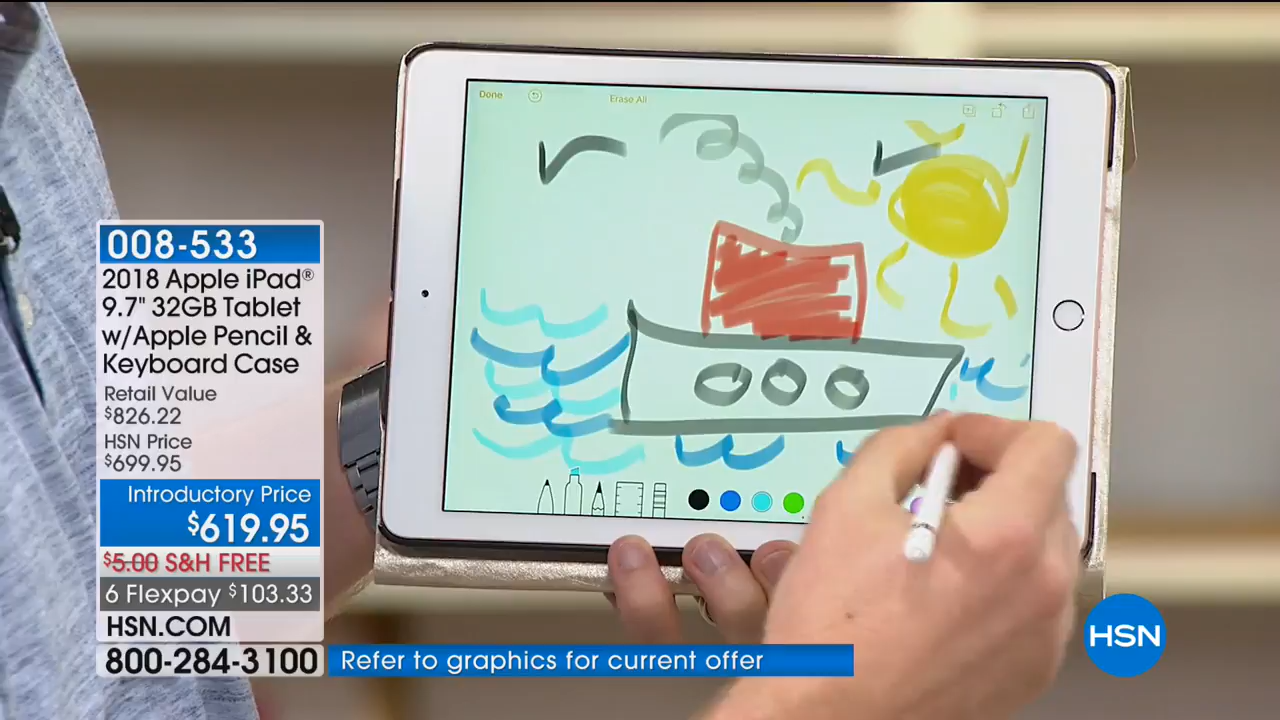 Done
Erase All
008-533
2018 Apple iPad®
9.7" 32GB Tablet
w/Apple Pencil &
Keyboard Case
Retail Value
$826.22
HSN Price
$699.95
Introductory Price
$619.95
$5.00 S&H FREE
6 Flexpay $103.33
HSN.COM
800-284-3100
Refer to graphics for current offer
HSN